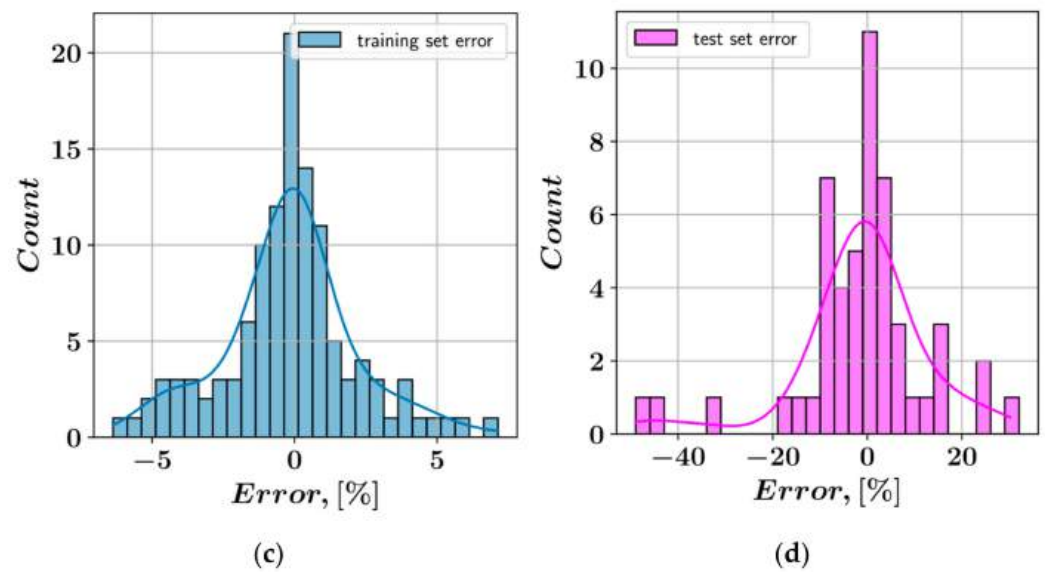 training set error
20
15
10
5
0
Count
−5 0 5
Error, [%]
(c)
test set error
10
8
6
4
2
0
Count
−40 −20 0 20
Error, [%]
(d)